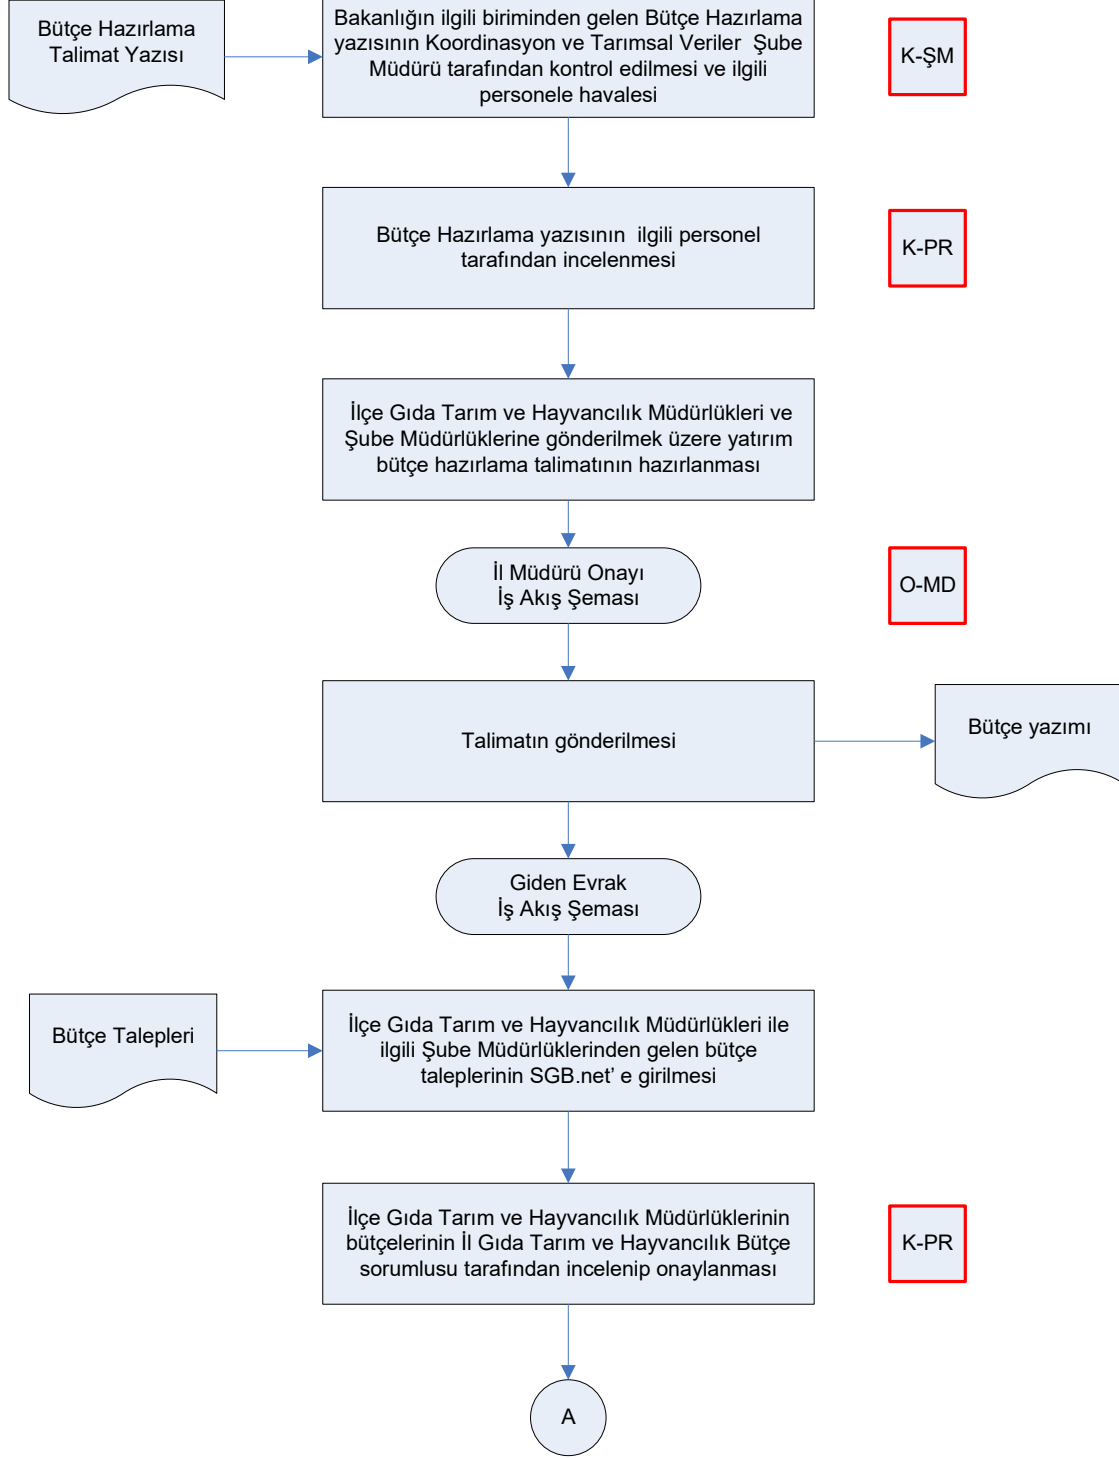 Bütçe Hazırlama
Talimat Yazısı
Bakanlığın ilgili biriminden gelen Bütçe Hazırlama
yazısının Koordinasyon ve Tarımsal Veriler Şube
Müdürü tarafından kontrol edilmesi ve ilgili
personele havalesi
K-ŞM
Bütçe Hazırlama yazısının ilgili personel
tarafından incelenmesi
K-PR
İlçe Gıda Tarım ve Hayvancılık Müdürlükleri ve
Şube Müdürlüklerine gönderilmek üzere yatırım
bütçe hazırlama talimatının hazırlanması
İl Müdürü Onayı
İş Akış Şeması
O-MD
Talimatın gönderilmesi
Bütçe yazımı
Giden Evrak
İş Akış Şeması
Bütçe Talepleri
İlçe Gıda Tarım ve Hayvancılık Müdürlükleri ile
ilgili Şube Müdürlüklerinden gelen bütçe
taleplerinin SGB.net’ e girilmesi
İlçe Gıda Tarım ve Hayvancılık Müdürlüklerinin
bütçelerinin İl Gıda Tarım ve Hayvancılık Bütçe
sorumlusu tarafından incelenip onaylanması
K-PR
A